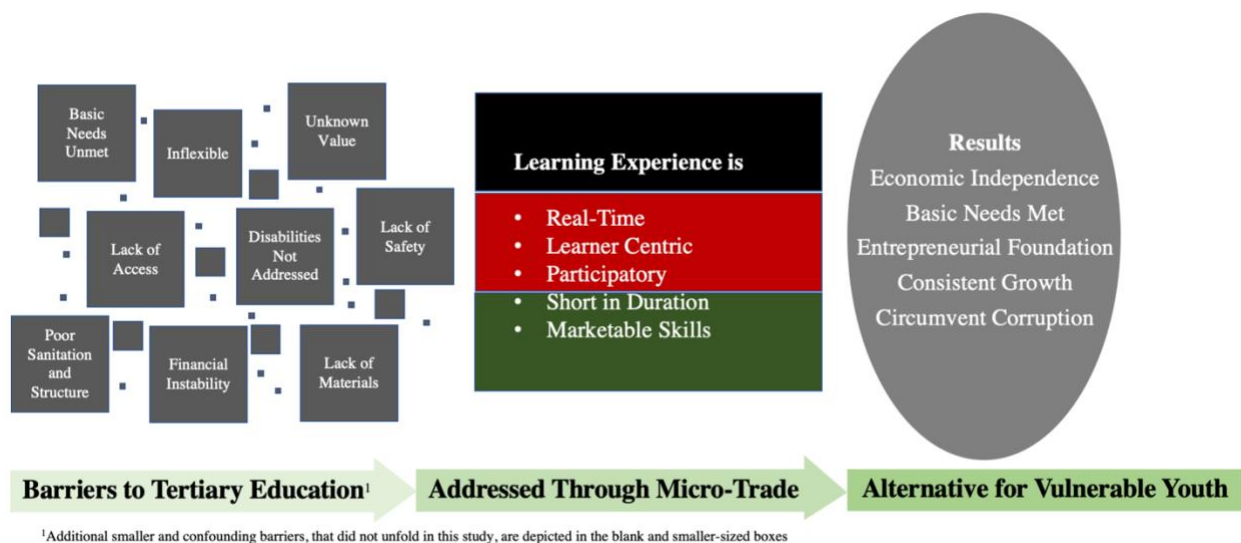 Basic
Needs
Unmet
Inflexible
Unknown
Value
Lack of
Access
Disabilities
Not
Addressed
Lack of
Safety
Poor
Sanitation
and
Structure
Financial
Instability
Lack of
Materials
Learning Experience is
• Real-Time
• Learner Centric
• Participatory
• Short in Duration
• Marketable Skills
Results
Economic Independence
Basic Needs Met
Entrepreneurial Foundation
Consistent Growth
Circumvent Corruption
Barriers to Tertiary Education¹
Addressed Through Micro-Trade
Alternative for Vulnerable Youth
¹Additional smaller and confounding barriers, that did not unfold in this study, are depicted in the blank and smaller-sized boxes